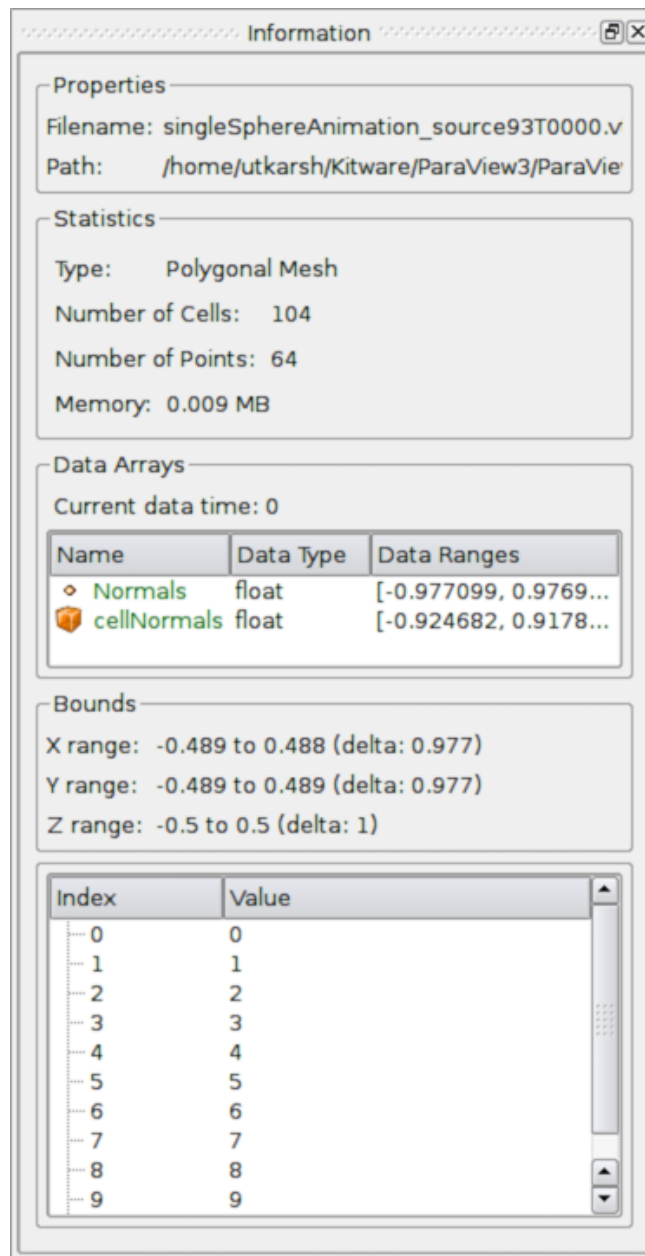 Information
Properties
Filename: singleSphereAnimation_source93T0000.v
Path: /home/utkarsh/Kitware/ParaView3/ParaVie
Statistics
Type: Polygonal Mesh
Number of Cells: 104
Number of Points: 64
Memory: 0.009 MB
Data Arrays
Current data time: 0
Name Data Type Data Ranges
Normals float [-0.977099, 0.9769...
cellNormals float [-0.924682, 0.9178...
Bounds
X range: -0.489 to 0.488 (delta: 0.977)
Y range: -0.489 to 0.489 (delta: 0.977)
Z range: -0.5 to 0.5 (delta: 1)
Index Value
0 0
1 1
2 2
3 3
4 4
5 5
6 6
7 7
8 8
9 9